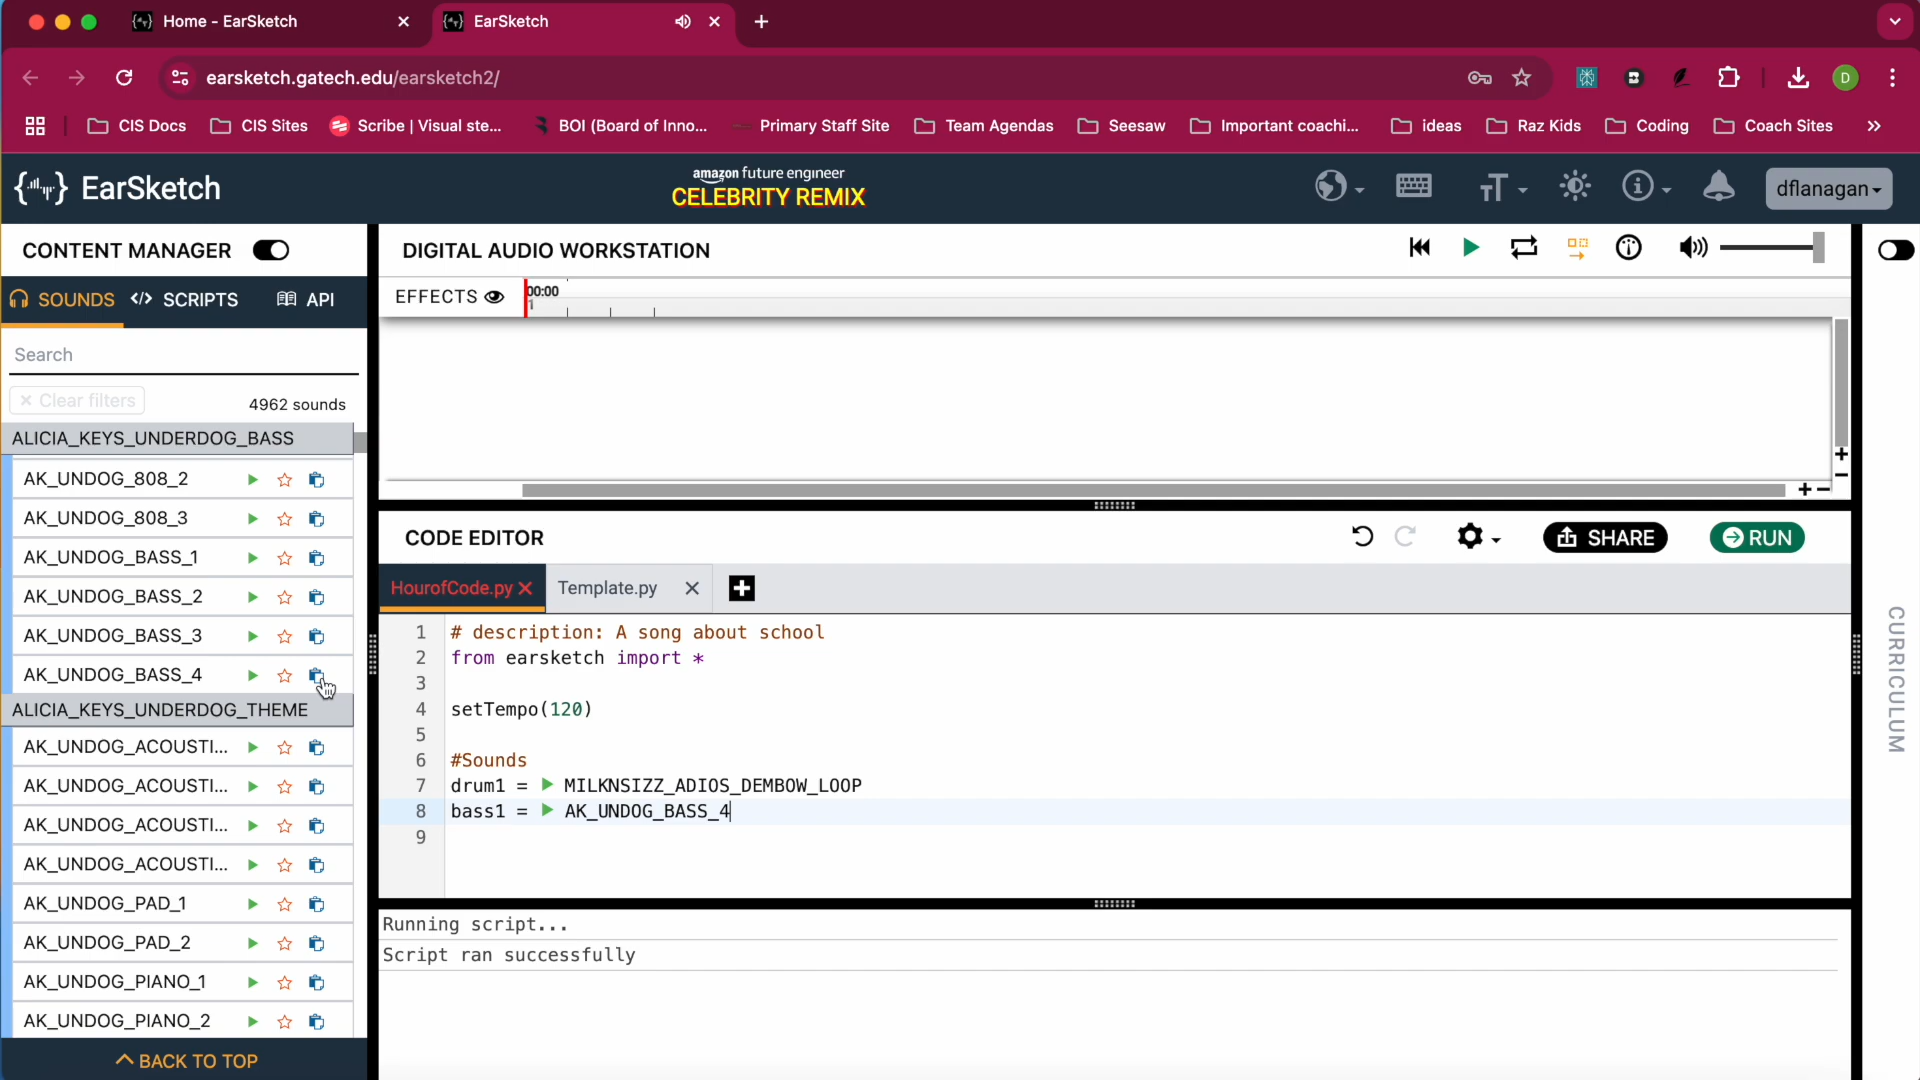 Home - EarSketch
EarSketch
earsketch.gatech.edu/earsketch2/
D
CIS Docs
CIS Sites
Scribe | Visual ste...
BOI (Board of Inno...
Primary Staff Site
Team Agendas
Seesaw
Important coachi...
ideas
Raz Kids
Coding
Coach Sites
»
EarSketch
amazon future engineer
CELEBRITY REMIX
dflanagan
CONTENT MANAGER
SOUNDS
SCRIPTS
API
Search
× Clear filters
4962 sounds
ALICIA_KEYS_UNDERDOG_BASS
AK_UNDOG_808_2
AK_UNDOG_808_3
AK_UNDOG_BASS_1
AK_UNDOG_BASS_2
AK_UNDOG_BASS_3
AK_UNDOG_BASS_4
ALICIA_KEYS_UNDERDOG_THEME
AK_UNDOG_ACOUSTI...
AK_UNDOG_ACOUSTI...
AK_UNDOG_ACOUSTI...
AK_UNDOG_ACOUSTI...
AK_UNDOG_PAD_1
AK_UNDOG_PAD_2
AK_UNDOG_PIANO_1
AK_UNDOG_PIANO_2
BACK TO TOP
DIGITAL AUDIO WORKSTATION
EFFECTS
00:00
1
CODE EDITOR
SHARE
RUN
HourofCode.py
Template.py
1 # description: A song about school
2 from earsketch import *
3
4 setTempo(120)
5
6 #Sounds
7 drum1 = MILKNSIZZ_ADIOS_DEMBOW_LOOP
8 bass1 = AK_UNDOG_BASS_4
9
Running script...
Script ran successfully
CURRICULUM